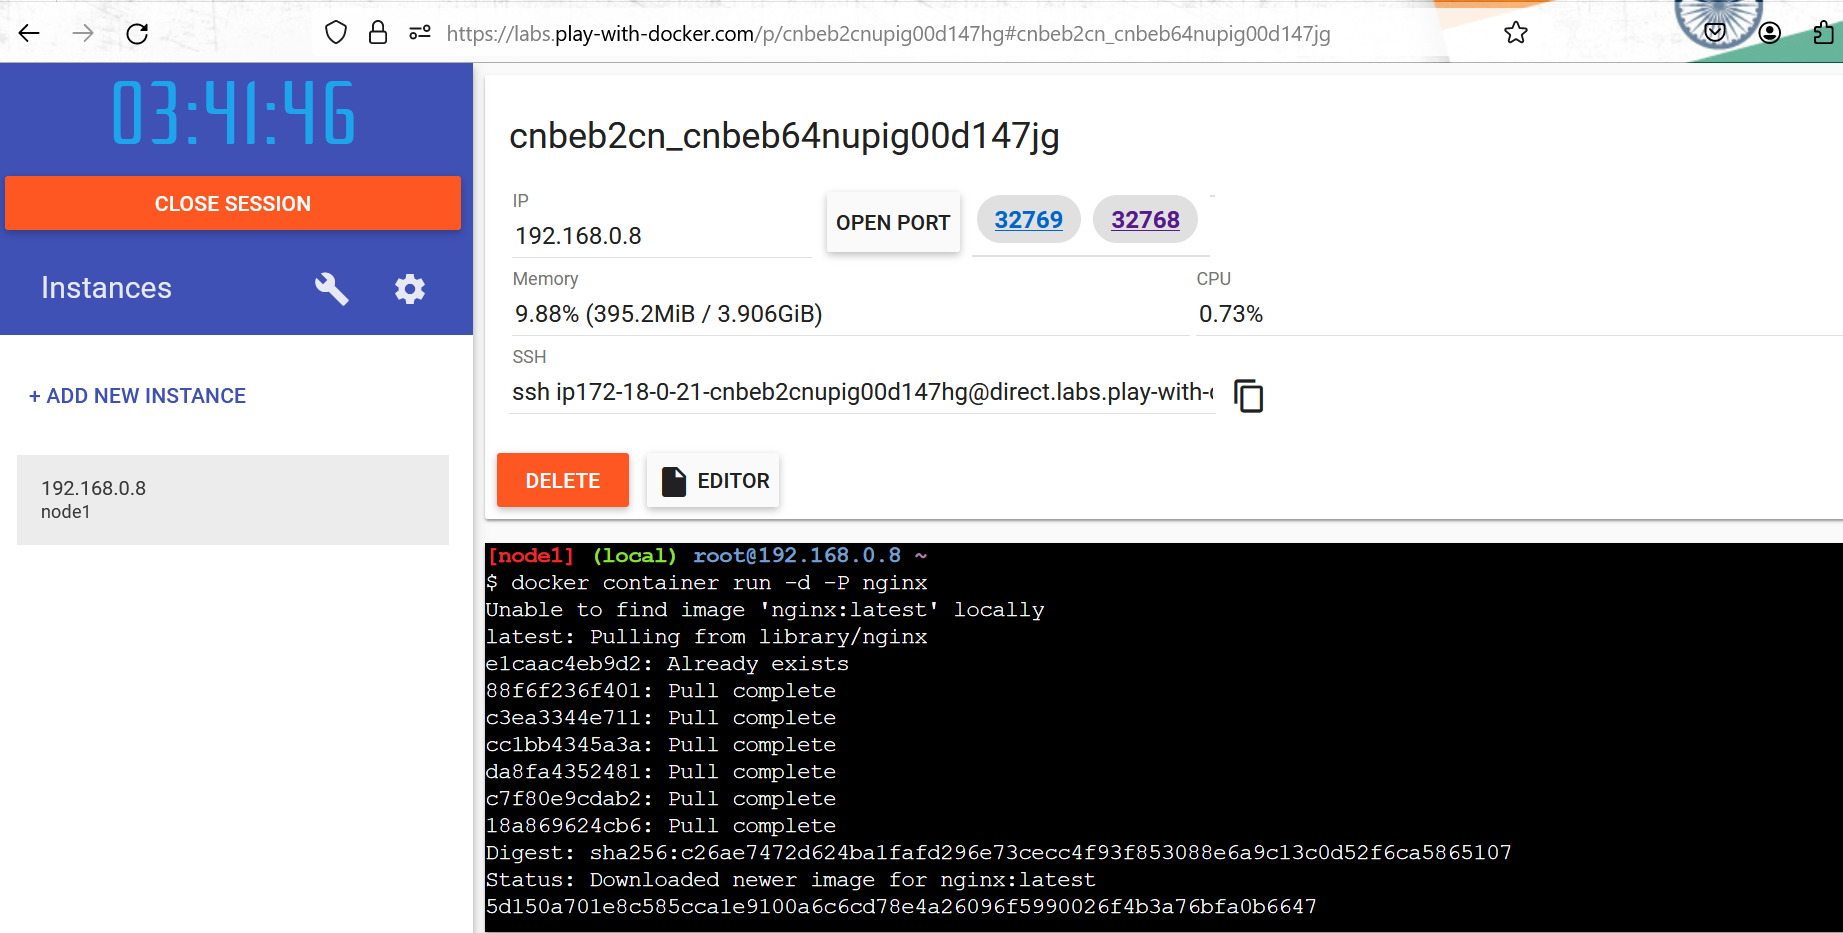 https://labs.play-with-docker.com/p/cnbeb2cnupig00d147hg#cnbeb2cn_cnbeb64nupig00d147jg
03:41:46
CLOSE SESSION
Instances
+ ADD NEW INSTANCE
192.168.0.8
node1
cnbeb2cn_cnbeb64nupig00d147jg
IP
192.168.0.8
OPEN PORT
32769 32768
Memory
9.88% (395.2MiB / 3.906GiB)
CPU
0.73%
SSH
ssh ip172-18-0-21-cnbeb2cnupig00d147hg@direct.labs.play-with-
DELETE
EDITOR
[node1] (local) root@192.168.0.8 ~
$ docker container run -d -P nginx
Unable to find image 'nginx:latest' locally
latest: Pulling from library/nginx
e1caac4eb9d2: Already exists
88f6f236f401: Pull complete
c3ea3344e711: Pull complete
cc1bb4345a3a: Pull complete
da8fa4352481: Pull complete
c7f80e9cdab2: Pull complete
18a869624cb6: Pull complete
Digest: sha256:c26ae7472d624ba1fafd296e73cecc4f93f853088e6a9c13c0d52f6ca5865107
Status: Downloaded newer image for nginx:latest
5d150a701e8c585cca1e9100a6c6cd78e4a26096f5990026f4b3a76bfa0b6647